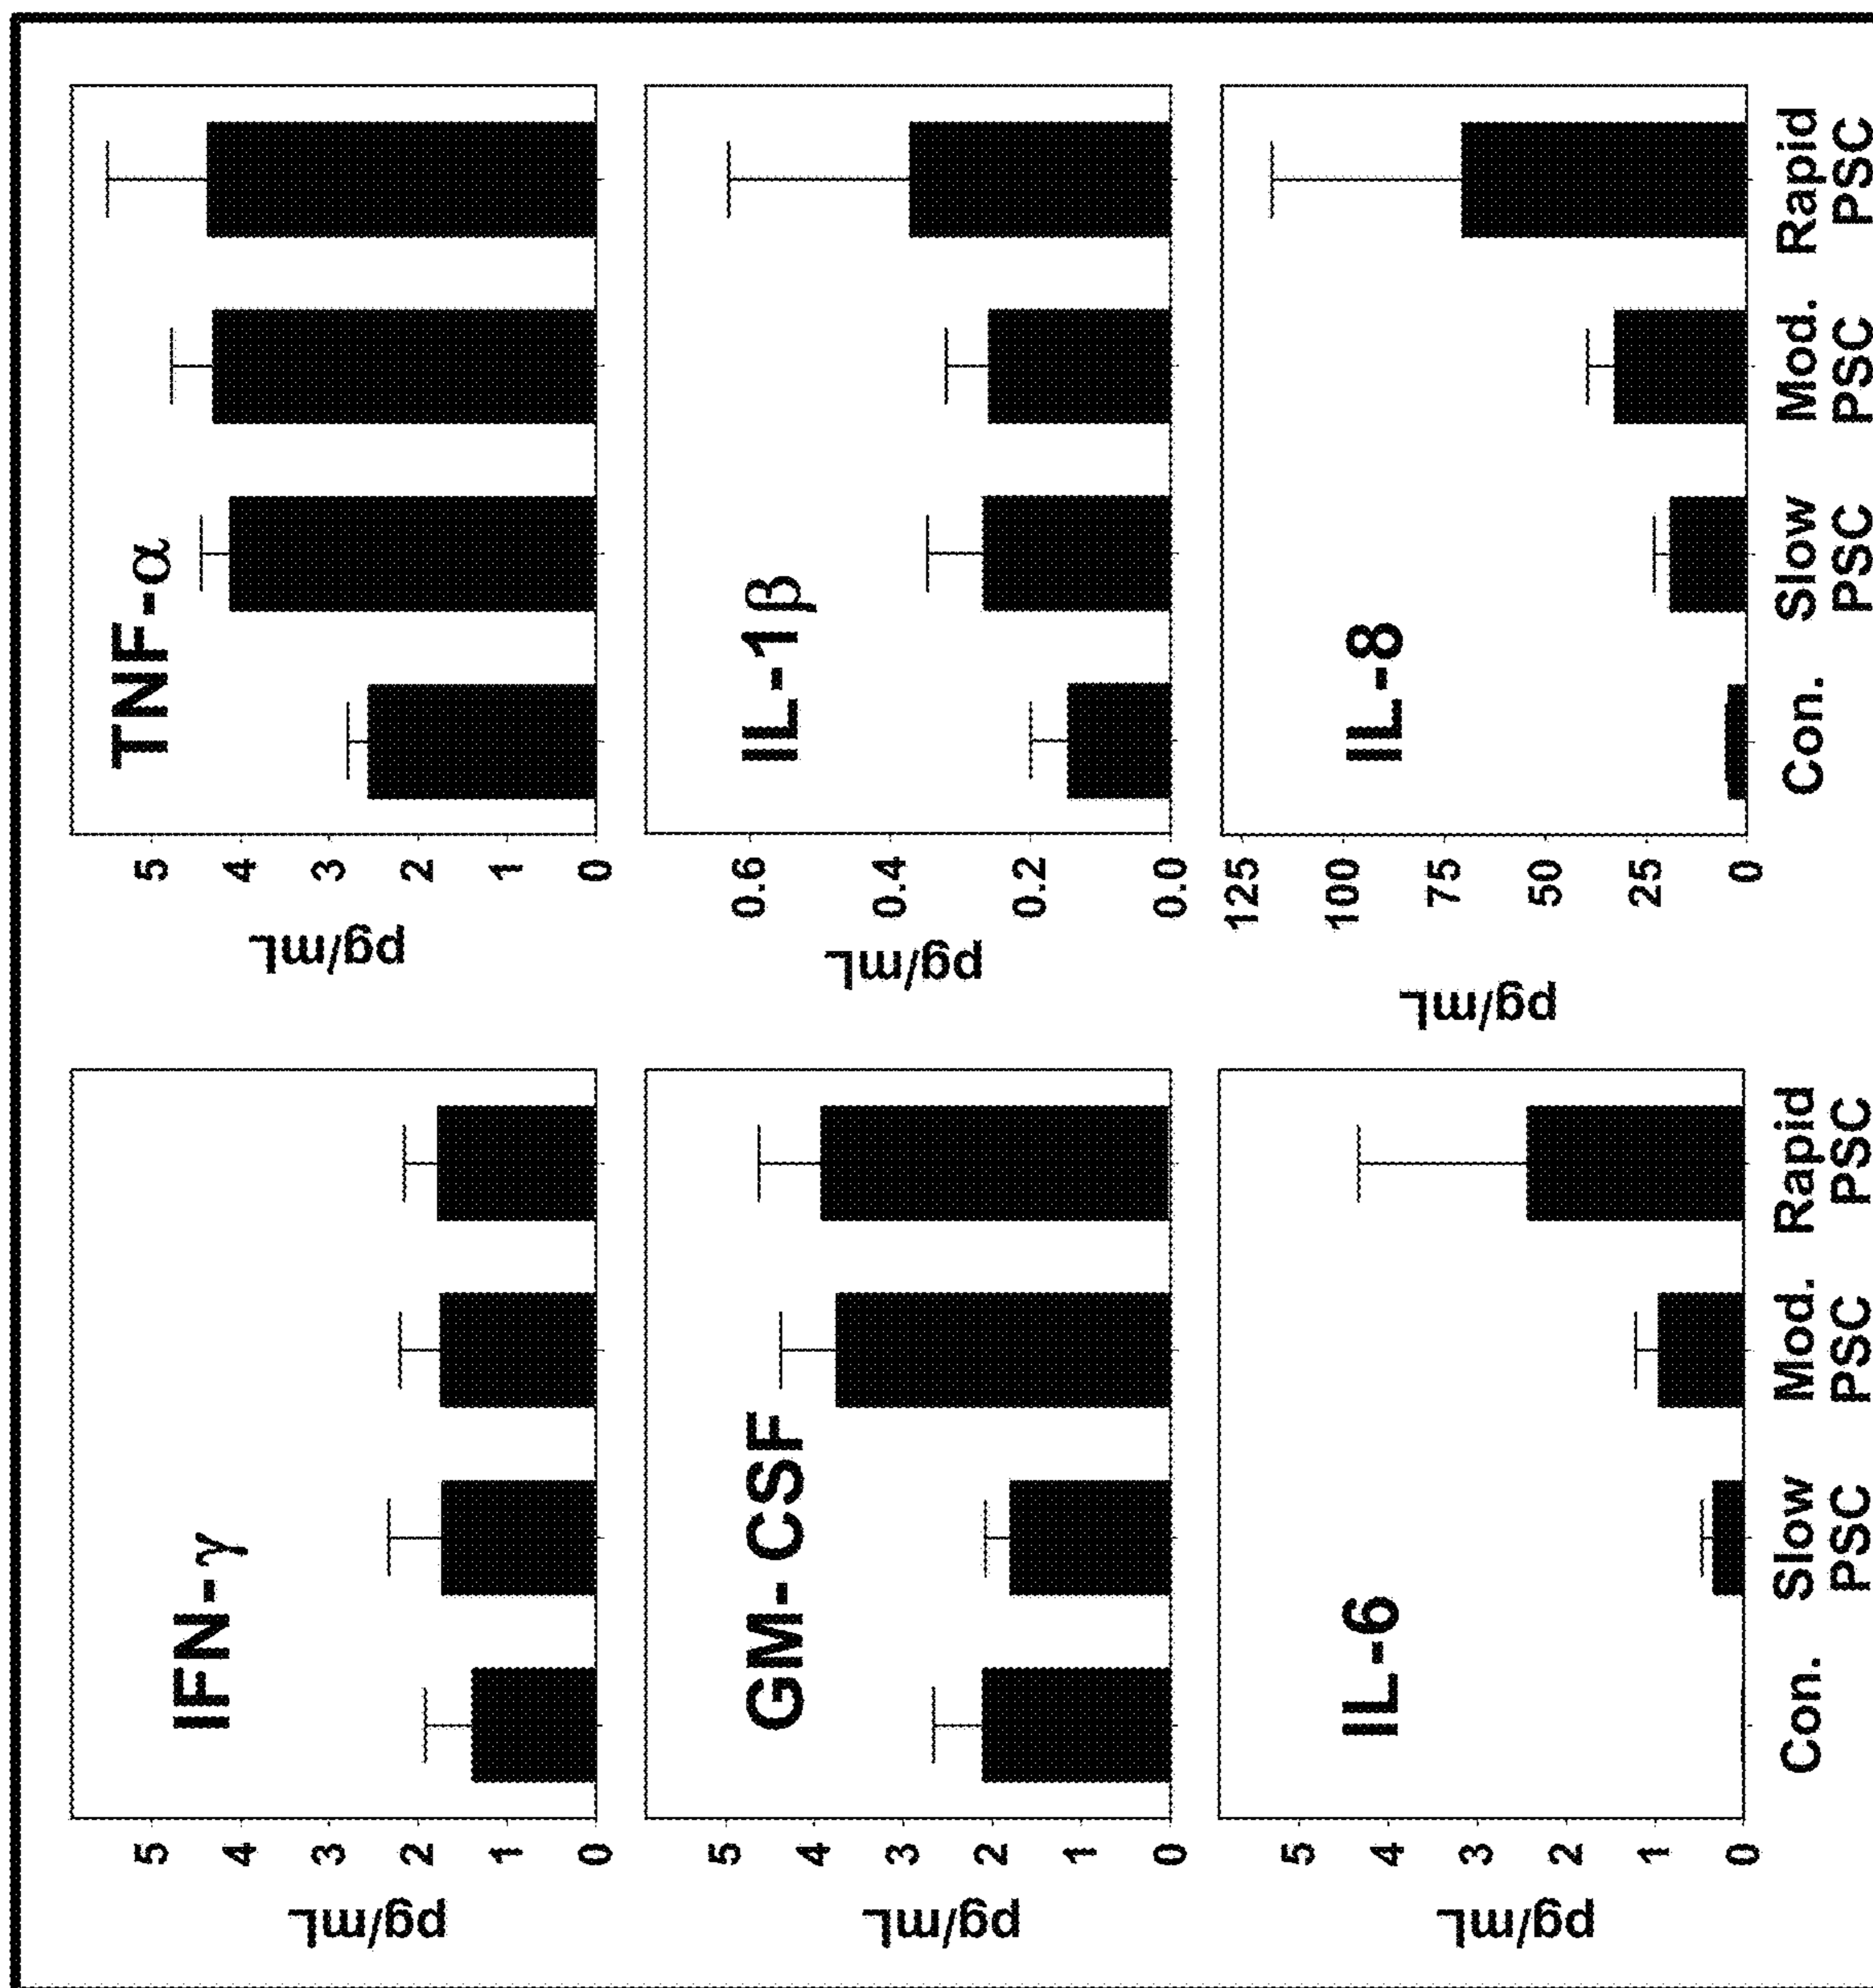 IFN-γ
pg/mL
5
4
3
2
1
0
TNF-α
pg/mL
5
4
3
2
1
0
GM- CSF
pg/mL
5
4
3
2
1
0
IL-1β
pg/mL
0.6
0.4
0.2
0.0
IL-6
pg/mL
5
4
3
2
1
0
Con. Slow Mod. Rapid
PSC PSC PSC
IL-8
pg/mL
125
100
75
50
25
0
Con. Slow Mod. Rapid
PSC PSC PSC